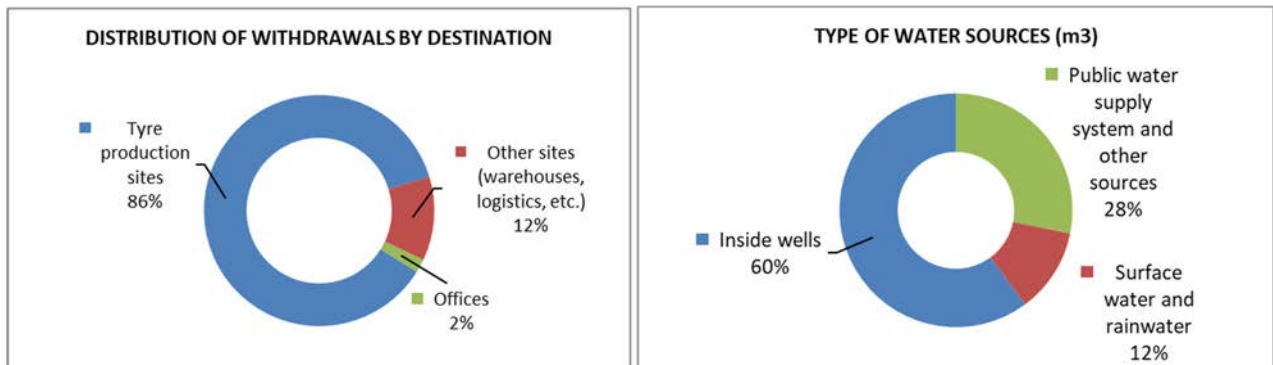 DISTRIBUTION OF WITHDRAWALS BY DESTINATION
Tyre
production
sites
86%
Other sites
(warehouses,
logistics, etc.)
12%
Offices
2%
TYPE OF WATER SOURCES (m3)
Public water
supply
system and
other
sources
28%
Inside wells
60%
Surface
water and
rainwater
12%